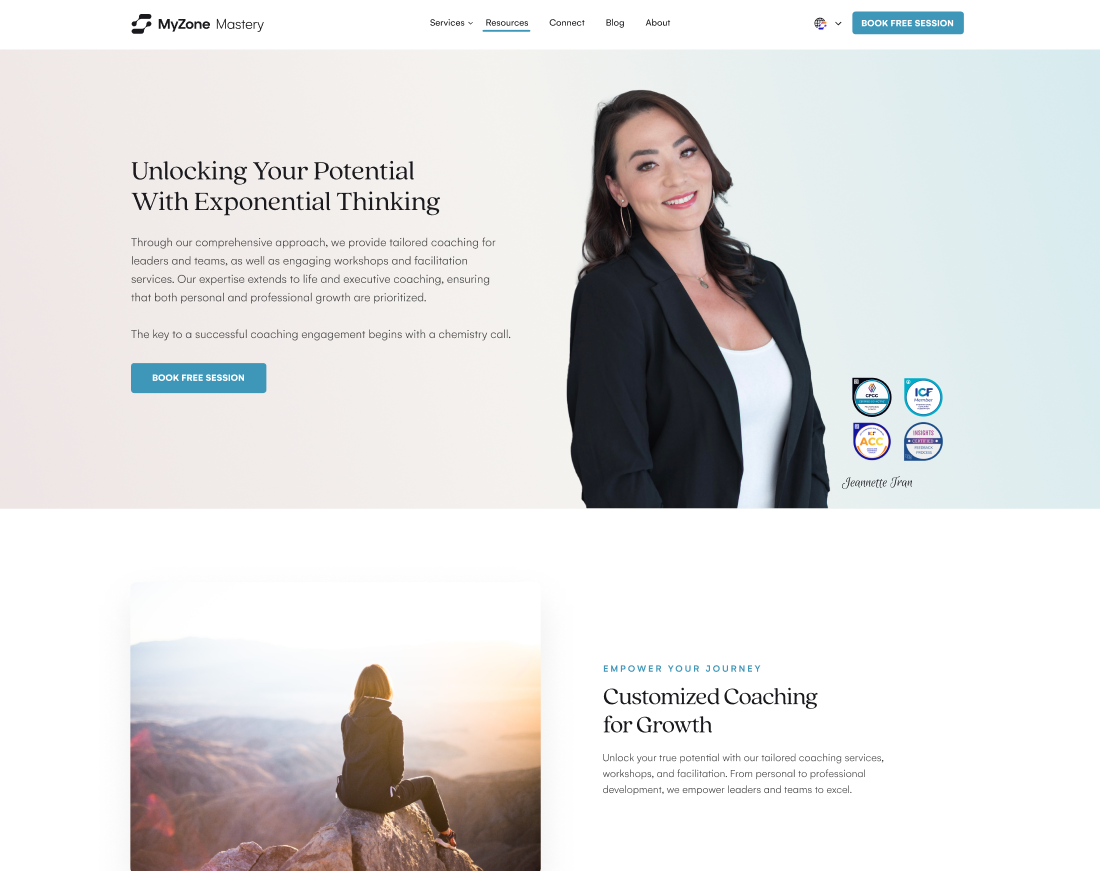 MyZone Mastery
Services
Resources
Connect
Blog
About
BOOK FREE SESSION
Unlocking Your Potential
With Exponential Thinking
Through our comprehensive approach, we provide tailored coaching for
leaders and teams, as well as engaging workshops and facilitation
services. Our expertise extends to life and executive coaching, ensuring
that both personal and professional growth are prioritized.
The key to a successful coaching engagement begins with a chemistry call.
BOOK FREE SESSION
CPCC
ICF
Member
ICF
ACC
INSIGHTS
CERTIFIED
FEEDBACK
PROCESS
Jeannette Tran
EMPOWER YOUR JOURNEY
Customized Coaching
for Growth
Unlock your true potential with our tailored coaching services,
workshops, and facilitation. From personal to professional
development, we empower leaders and teams to excel.